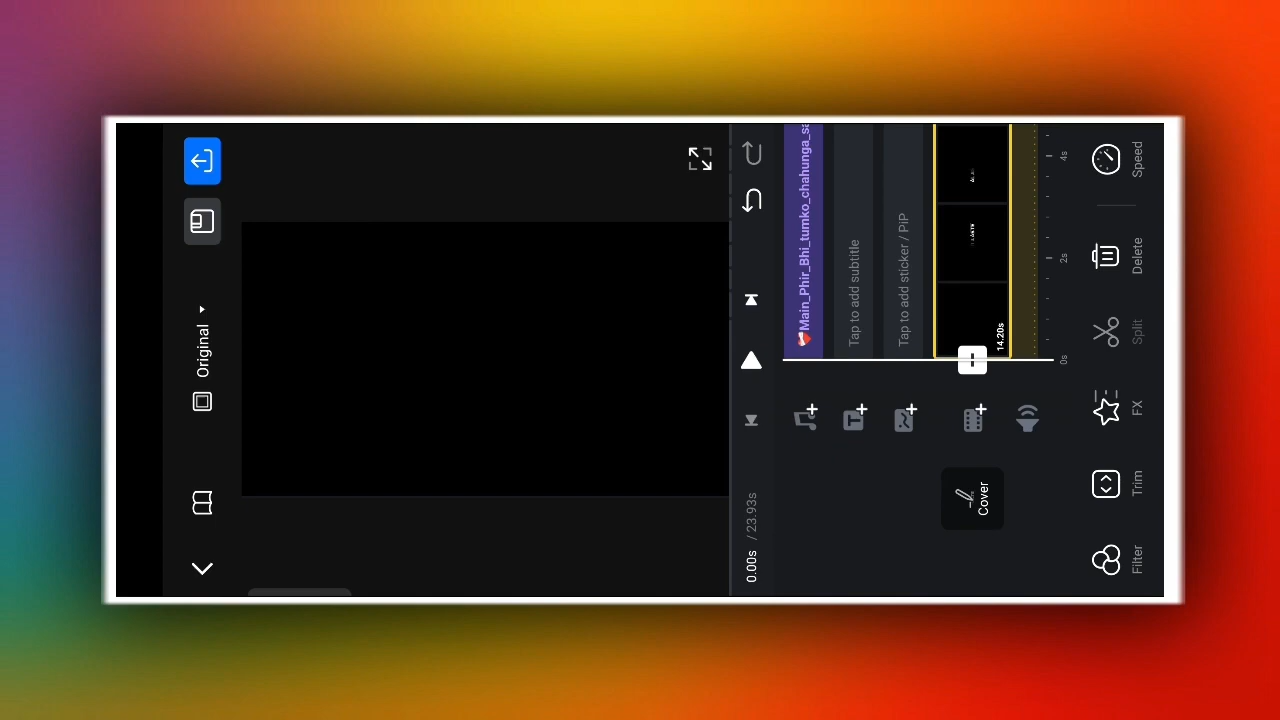 Original
0.00s / 23.93s
Main_Phir_Bhi_tumko_chahunga_sa
Tap to add subtitle
Tap to add sticker / PiP
14.20s
Cover
0s
2s
4s
Filter
Trim
FX
Split
Delete
Speed